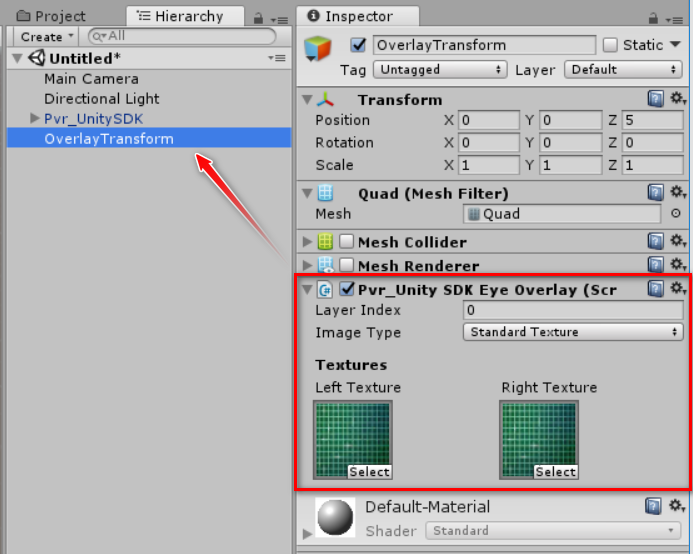 Project
Hierarchy
Create
All
Untitled*
Main Camera
Directional Light
Pvr_UnitySDK
OverlayTransform
Inspector
OverlayTransform
Static
Tag Untagged Layer Default
Transform
Position X 0 Y 0 Z 5
Rotation X 0 Y 0 Z 0
Scale X 1 Y 1 Z 1
Quad (Mesh Filter)
Mesh Quad
Mesh Collider
Mesh Renderer
Pvr_Unity SDK Eye Overlay (Scr
Layer Index 0
Image Type Standard Texture
Textures
Left Texture Right Texture
Select Select
Default-Material
Shader Standard